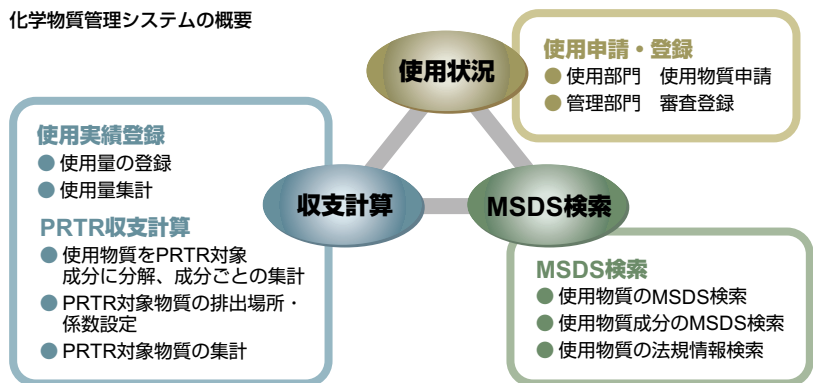 化学物質管理システムの概要
使用状況
使用申請・登録
● 使用部門　使用物質申請
● 管理部門　審査登録
使用実績登録
● 使用量の登録
● 使用量集計
PRTR収支計算
● 使用物質をPRTR対象
成分に分解、成分ごとの集計
● PRTR対象物質の排出場所・
係数設定
● PRTR対象物質の集計
収支計算
MSDS検索
MSDS検索
● 使用物質のMSDS検索
● 使用物質成分のMSDS検索
● 使用物質の法規情報検索